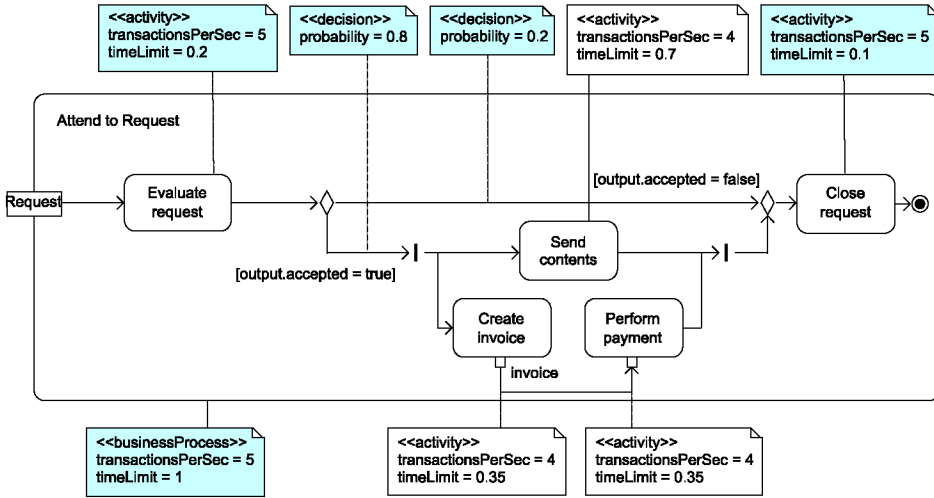 <<activity>>
transactionsPerSec = 5
timeLimit = 0.2
<<decision>>
probability = 0.8
<<decision>>
probability = 0.2
<<activity>>
transactionsPerSec = 4
timeLimit = 0.7
<<activity>>
transactionsPerSec = 5
timeLimit = 0.1
Attend to Request
Request
Evaluate
request
[output.accepted = false]
Close
request
Send
contents
[output.accepted = true]
Create
invoice
Perform
payment
invoice
<<businessProcess>>
transactionsPerSec = 5
timeLimit = 1
<<activity>>
transactionsPerSec = 4
timeLimit = 0.35
<<activity>>
transactionsPerSec = 4
timeLimit = 0.35